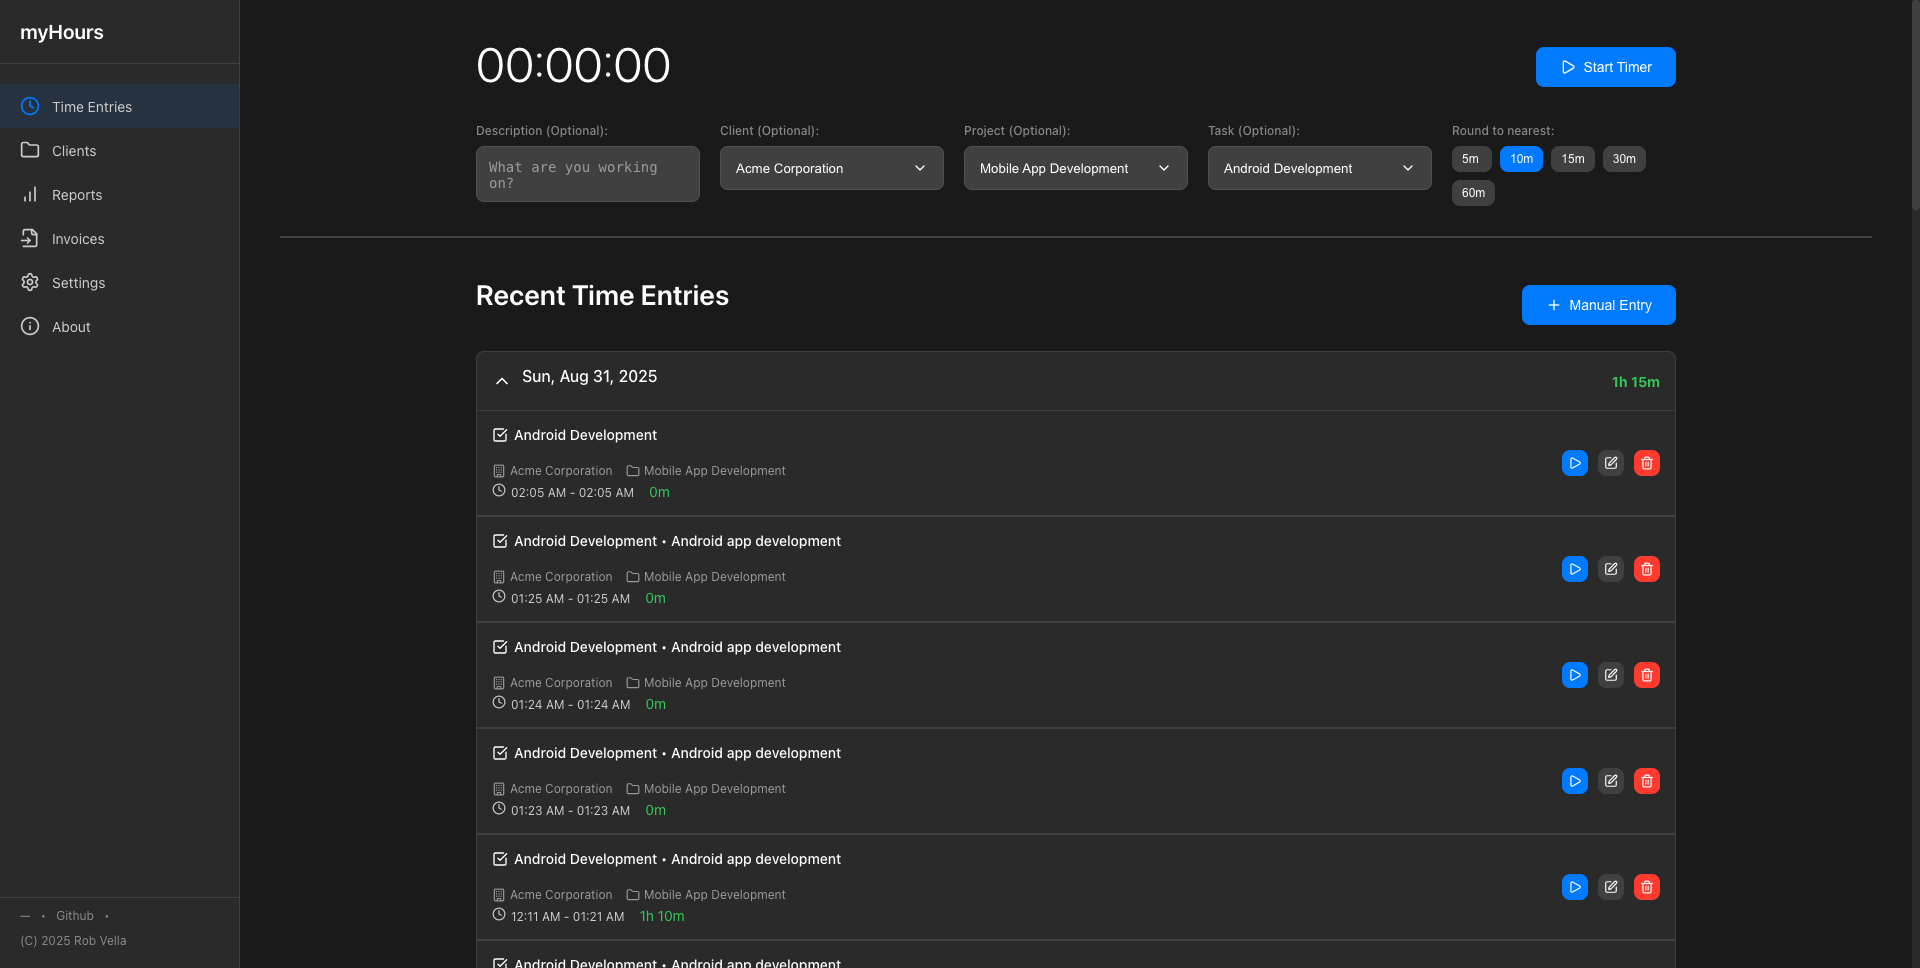 myHours
Time Entries
Clients
Reports
Invoices
Settings
About
— • Github •
(C) 2025 Rob Vella
00:00:00
Start Timer
Description (Optional):
What are you working
on?
Client (Optional):
Acme Corporation
Project (Optional):
Mobile App Development
Task (Optional):
Android Development
Round to nearest:
5m 10m 15m 30m
60m
Recent Time Entries
Manual Entry
Sun, Aug 31, 2025
1h 15m
Android Development
Acme Corporation Mobile App Development
02:05 AM - 02:05 AM 0m
Android Development • Android app development
Acme Corporation Mobile App Development
01:25 AM - 01:25 AM 0m
Android Development • Android app development
Acme Corporation Mobile App Development
01:24 AM - 01:24 AM 0m
Android Development • Android app development
Acme Corporation Mobile App Development
01:23 AM - 01:23 AM 0m
Android Development • Android app development
Acme Corporation Mobile App Development
12:11 AM - 01:21 AM 1h 10m
Android Development • Android app development